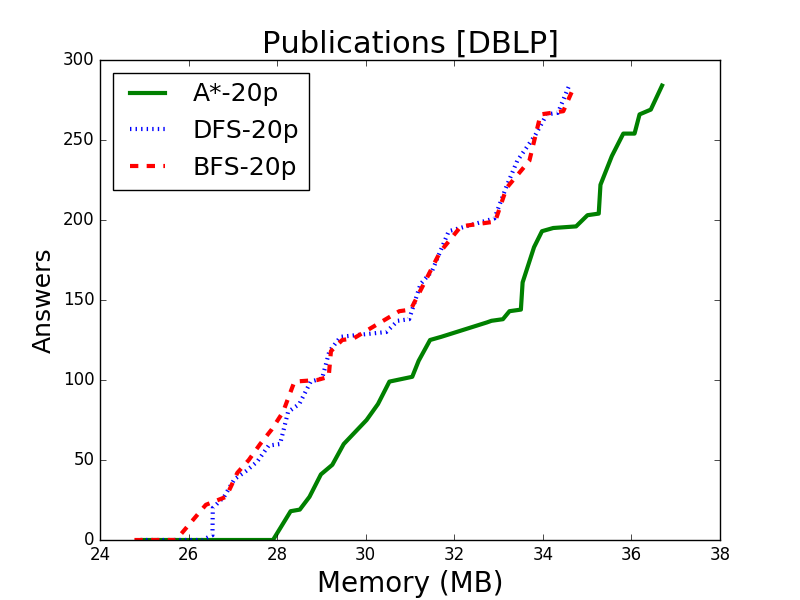 Publications [DBLP]
300
250
200
150
100
50
0
Answers
A*-20p
DFS-20p
BFS-20p
24 26 28 30 32 34 36 38
Memory (MB)